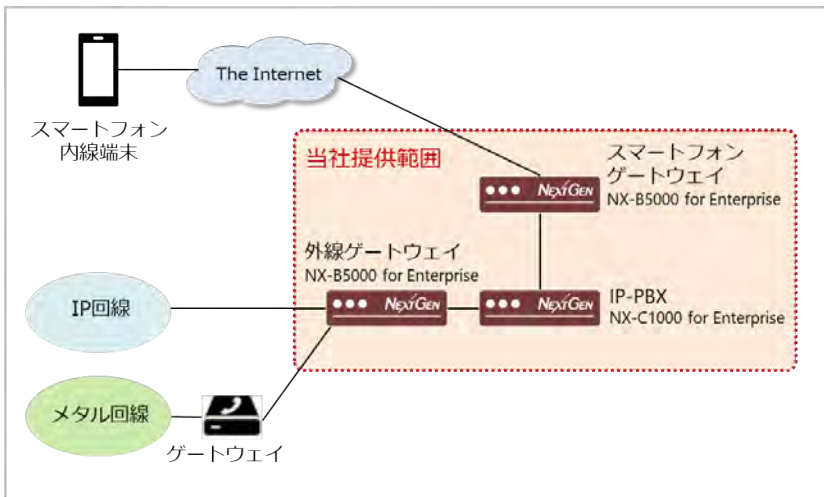 The Internet
スマートフォン
内線端末
当社提供範囲
スマートフォン
ゲートウェイ
NX-B5000 for Enterprise
NEXTGEN
外線ゲートウェイ
NX-B5000 for Enterprise
NEXTGEN
NEXTGEN
IP-PBX
NX-C1000 for Enterprise
IP回線
メタル回線
ゲートウェイ